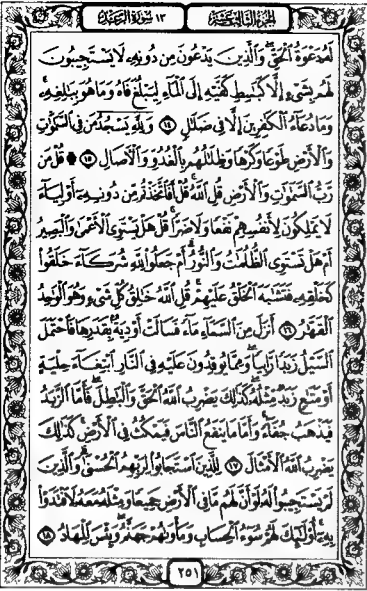 الجزء الثالث عشر ١٣ سورة الرعد
لَهُۥ دَعْوَةُ ٱلْحَقِّ ۖ وَٱلَّذِينَ يَدْعُونَ مِن دُونِهِۦ لَا يَسْتَجِيبُونَ
لَهُم بِشَىْءٍ إِلَّا كَبَٰسِطِ كَفَّيْهِ إِلَى ٱلْمَآءِ لِيَبْلُغَ فَاهُ وَمَا هُوَ بِبَٰلِغِهِۦ ۚ
وَمَا دُعَآءُ ٱلْكَٰفِرِينَ إِلَّا فِى ضَلَٰلٍ ١٤ وَلِلَّهِ يَسْجُدُ مَن فِى ٱلسَّمَٰوَٰتِ
وَٱلْأَرْضِ طَوْعًا وَكَرْهًا وَظِلَٰلُهُم بِٱلْغُدُوِّ وَٱلْءَاصَالِ ۩ ١٥ قُلْ مَن
رَّبُّ ٱلسَّمَٰوَٰتِ وَٱلْأَرْضِ قُلِ ٱللَّهُ ۚ قُلْ أَفَٱتَّخَذْتُم مِّن دُونِهِۦٓ أَوْلِيَآءَ
لَا يَمْلِكُونَ لِأَنفُسِهِمْ نَفْعًا وَلَا ضَرًّا ۚ قُلْ هَلْ يَسْتَوِى ٱلْأَعْمَىٰ وَٱلْبَصِيرُ
أَمْ هَلْ تَسْتَوِى ٱلظُّلُمَٰتُ وَٱلنُّورُ ۗ أَمْ جَعَلُوا۟ لِلَّهِ شُرَكَآءَ خَلَقُوا۟
كَخَلْقِهِۦ فَتَشَٰبَهَ ٱلْخَلْقُ عَلَيْهِمْ ۚ قُلِ ٱللَّهُ خَٰلِقُ كُلِّ شَىْءٍ وَهُوَ ٱلْوَٰحِدُ
ٱلْقَهَّٰرُ ١٦ أَنزَلَ مِنَ ٱلسَّمَآءِ مَآءً فَسَالَتْ أَوْدِيَةٌۢ بِقَدَرِهَا فَٱحْتَمَلَ
ٱلسَّيْلُ زَبَدًا رَّابِيًا ۚ وَمِمَّا يُوقِدُونَ عَلَيْهِ فِى ٱلنَّارِ ٱبْتِغَآءَ حِلْيَةٍ
أَوْ مَتَٰعٍ زَبَدٌ مِّثْلُهُۥ ۚ كَذَٰلِكَ يَضْرِبُ ٱللَّهُ ٱلْحَقَّ وَٱلْبَٰطِلَ ۚ فَأَمَّا ٱلزَّبَدُ
فَيَذْهَبُ جُفَآءً ۖ وَأَمَّا مَا يَنفَعُ ٱلنَّاسَ فَيَمْكُثُ فِى ٱلْأَرْضِ ۚ كَذَٰلِكَ
يَضْرِبُ ٱللَّهُ ٱلْأَمْثَالَ ١٧ لِلَّذِينَ ٱسْتَجَابُوا۟ لِرَبِّهِمُ ٱلْحُسْنَىٰ ۚ وَٱلَّذِينَ
لَمْ يَسْتَجِيبُوا۟ لَهُۥ لَوْ أَنَّ لَهُم مَّا فِى ٱلْأَرْضِ جَمِيعًا وَمِثْلَهُۥ مَعَهُۥ لَٱفْتَدَوْا۟
بِهِۦٓ ۚ أُو۟لَٰٓئِكَ لَهُمْ سُوٓءُ ٱلْحِسَابِ وَمَأْوَىٰهُمْ جَهَنَّمُ ۖ وَبِئْسَ ٱلْمِهَادُ ١٨
٢٥١